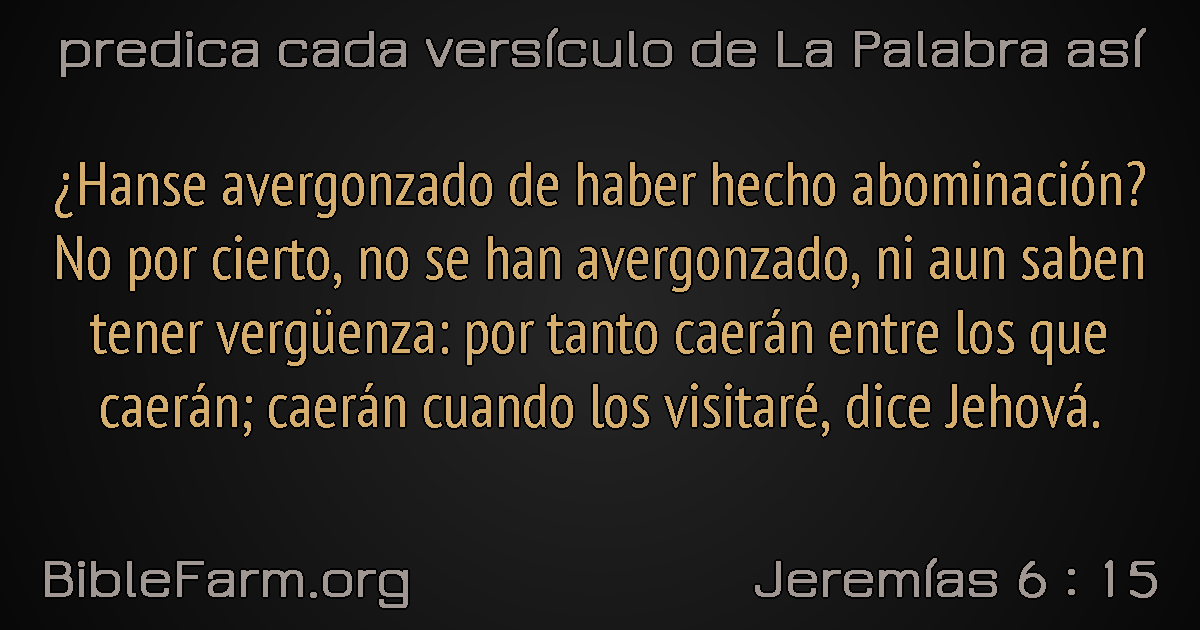 predica cada versículo de La Palabra así
¿Hanse avergonzado de haber hecho abominación?
No por cierto, no se han avergonzado, ni aun saben
tener vergüenza: por tanto caerán entre los que
caerán; caerán cuando los visitaré, dice Jehová.
BibleFarm.org
Jeremías 6 : 15